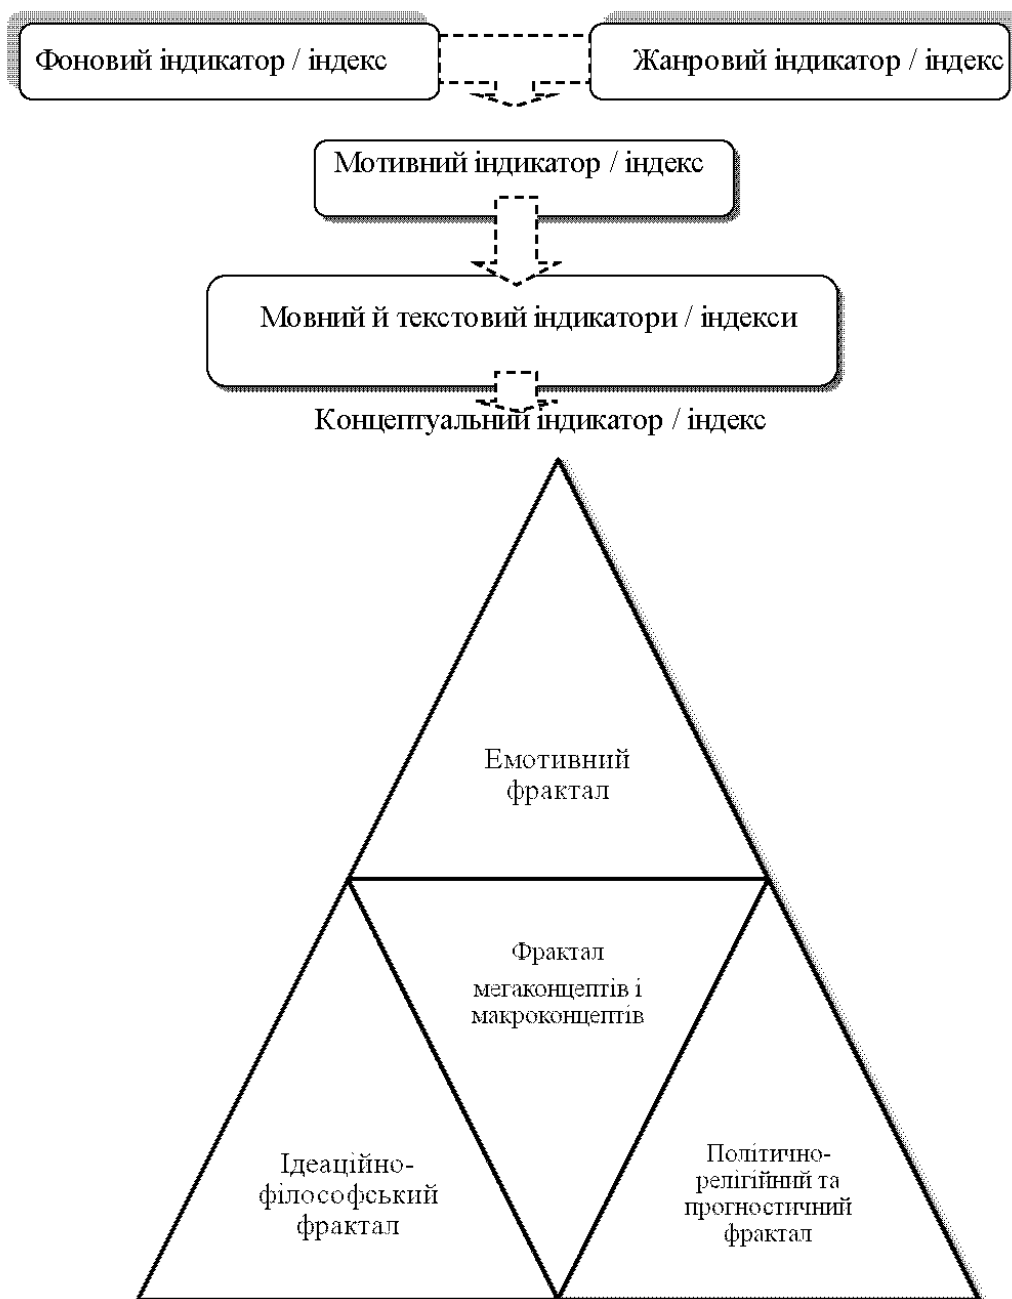 Фоновий індикатор / індекс
Жанровий індикатор / індекс
Мотивний індикатор / індекс
Мовний й текстовий індикатори / індекси
Концептуальний індикатор / індекс
Емотивний
фрактал
Фрактал
мегаконцептів і
макроконцептів
Ідеаційно-
філософський
фрактал
Політично-
релігійний та
прогностичний
фрактал